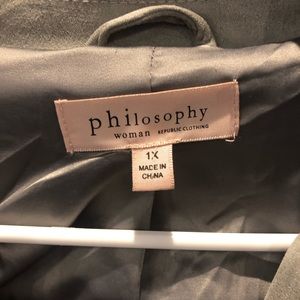 philosophy
woman REPUBLIC CLOTHING
1X
MADE IN
CHINA